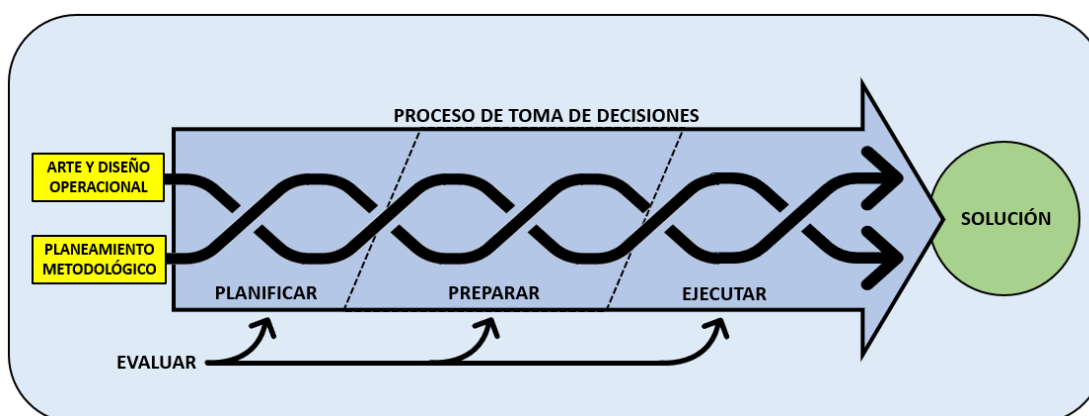 PROCESO DE TOMA DE DECISIONES
ARTE Y DISEÑO
OPERACIONAL
PLANEAMIENTO
METODOLÓGICO
SOLUCIÓN
PLANIFICAR
PREPARAR
EJECUTAR
EVALUAR